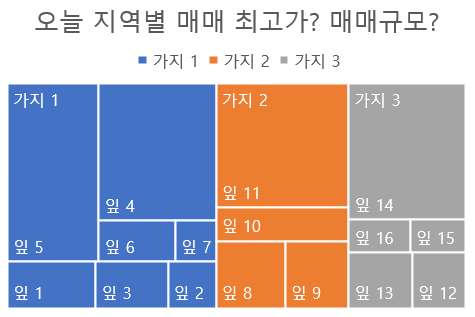 오늘 지역별 매매 최고가? 매매규모?
가지 1 가지 2 가지 3
가지 1
잎 5
잎 4
잎 6
잎 7
잎 1
잎 3
잎 2
가지 2
잎 11
잎 10
잎 8
잎 9
가지 3
잎 14
잎 16
잎 15
잎 13
잎 12